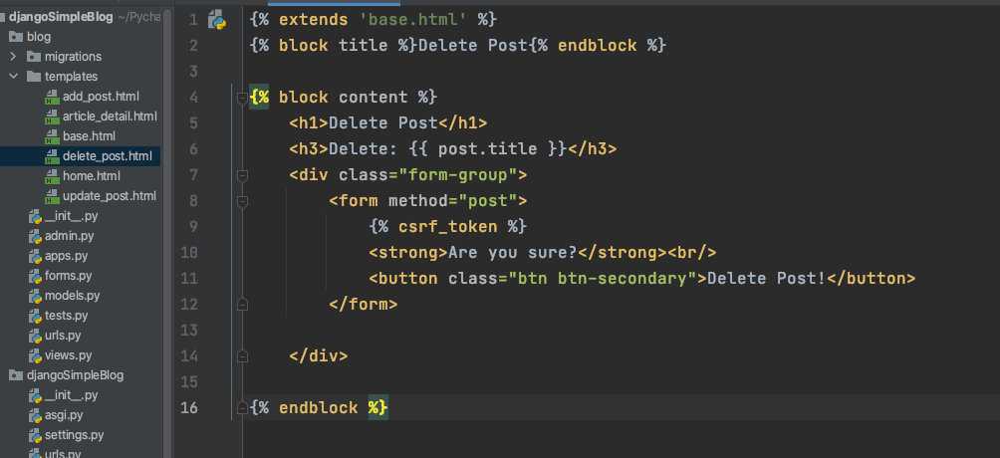 djangoSimpleBlog ~/Pycha
blog
migrations
templates
add_post.html
article_detail.html
base.html
delete_post.html
home.html
update_post.html
__init__.py
admin.py
apps.py
forms.py
models.py
tests.py
urls.py
views.py
djangoSimpleBlog
__init__.py
asgi.py
settings.py
urls.py
1 {% extends 'base.html' %}
2 {% block title %}Delete Post{% endblock %}
3
4 {% block content %}
5 <h1>Delete Post</h1>
6 <h3>Delete: {{ post.title }}</h3>
7 <div class="form-group">
8 <form method="post">
9 {% csrf_token %}
10 <strong>Are you sure?</strong><br/>
11 <button class="btn btn-secondary">Delete Post!</button>
12 </form>
13
14 </div>
15
16 {% endblock %}